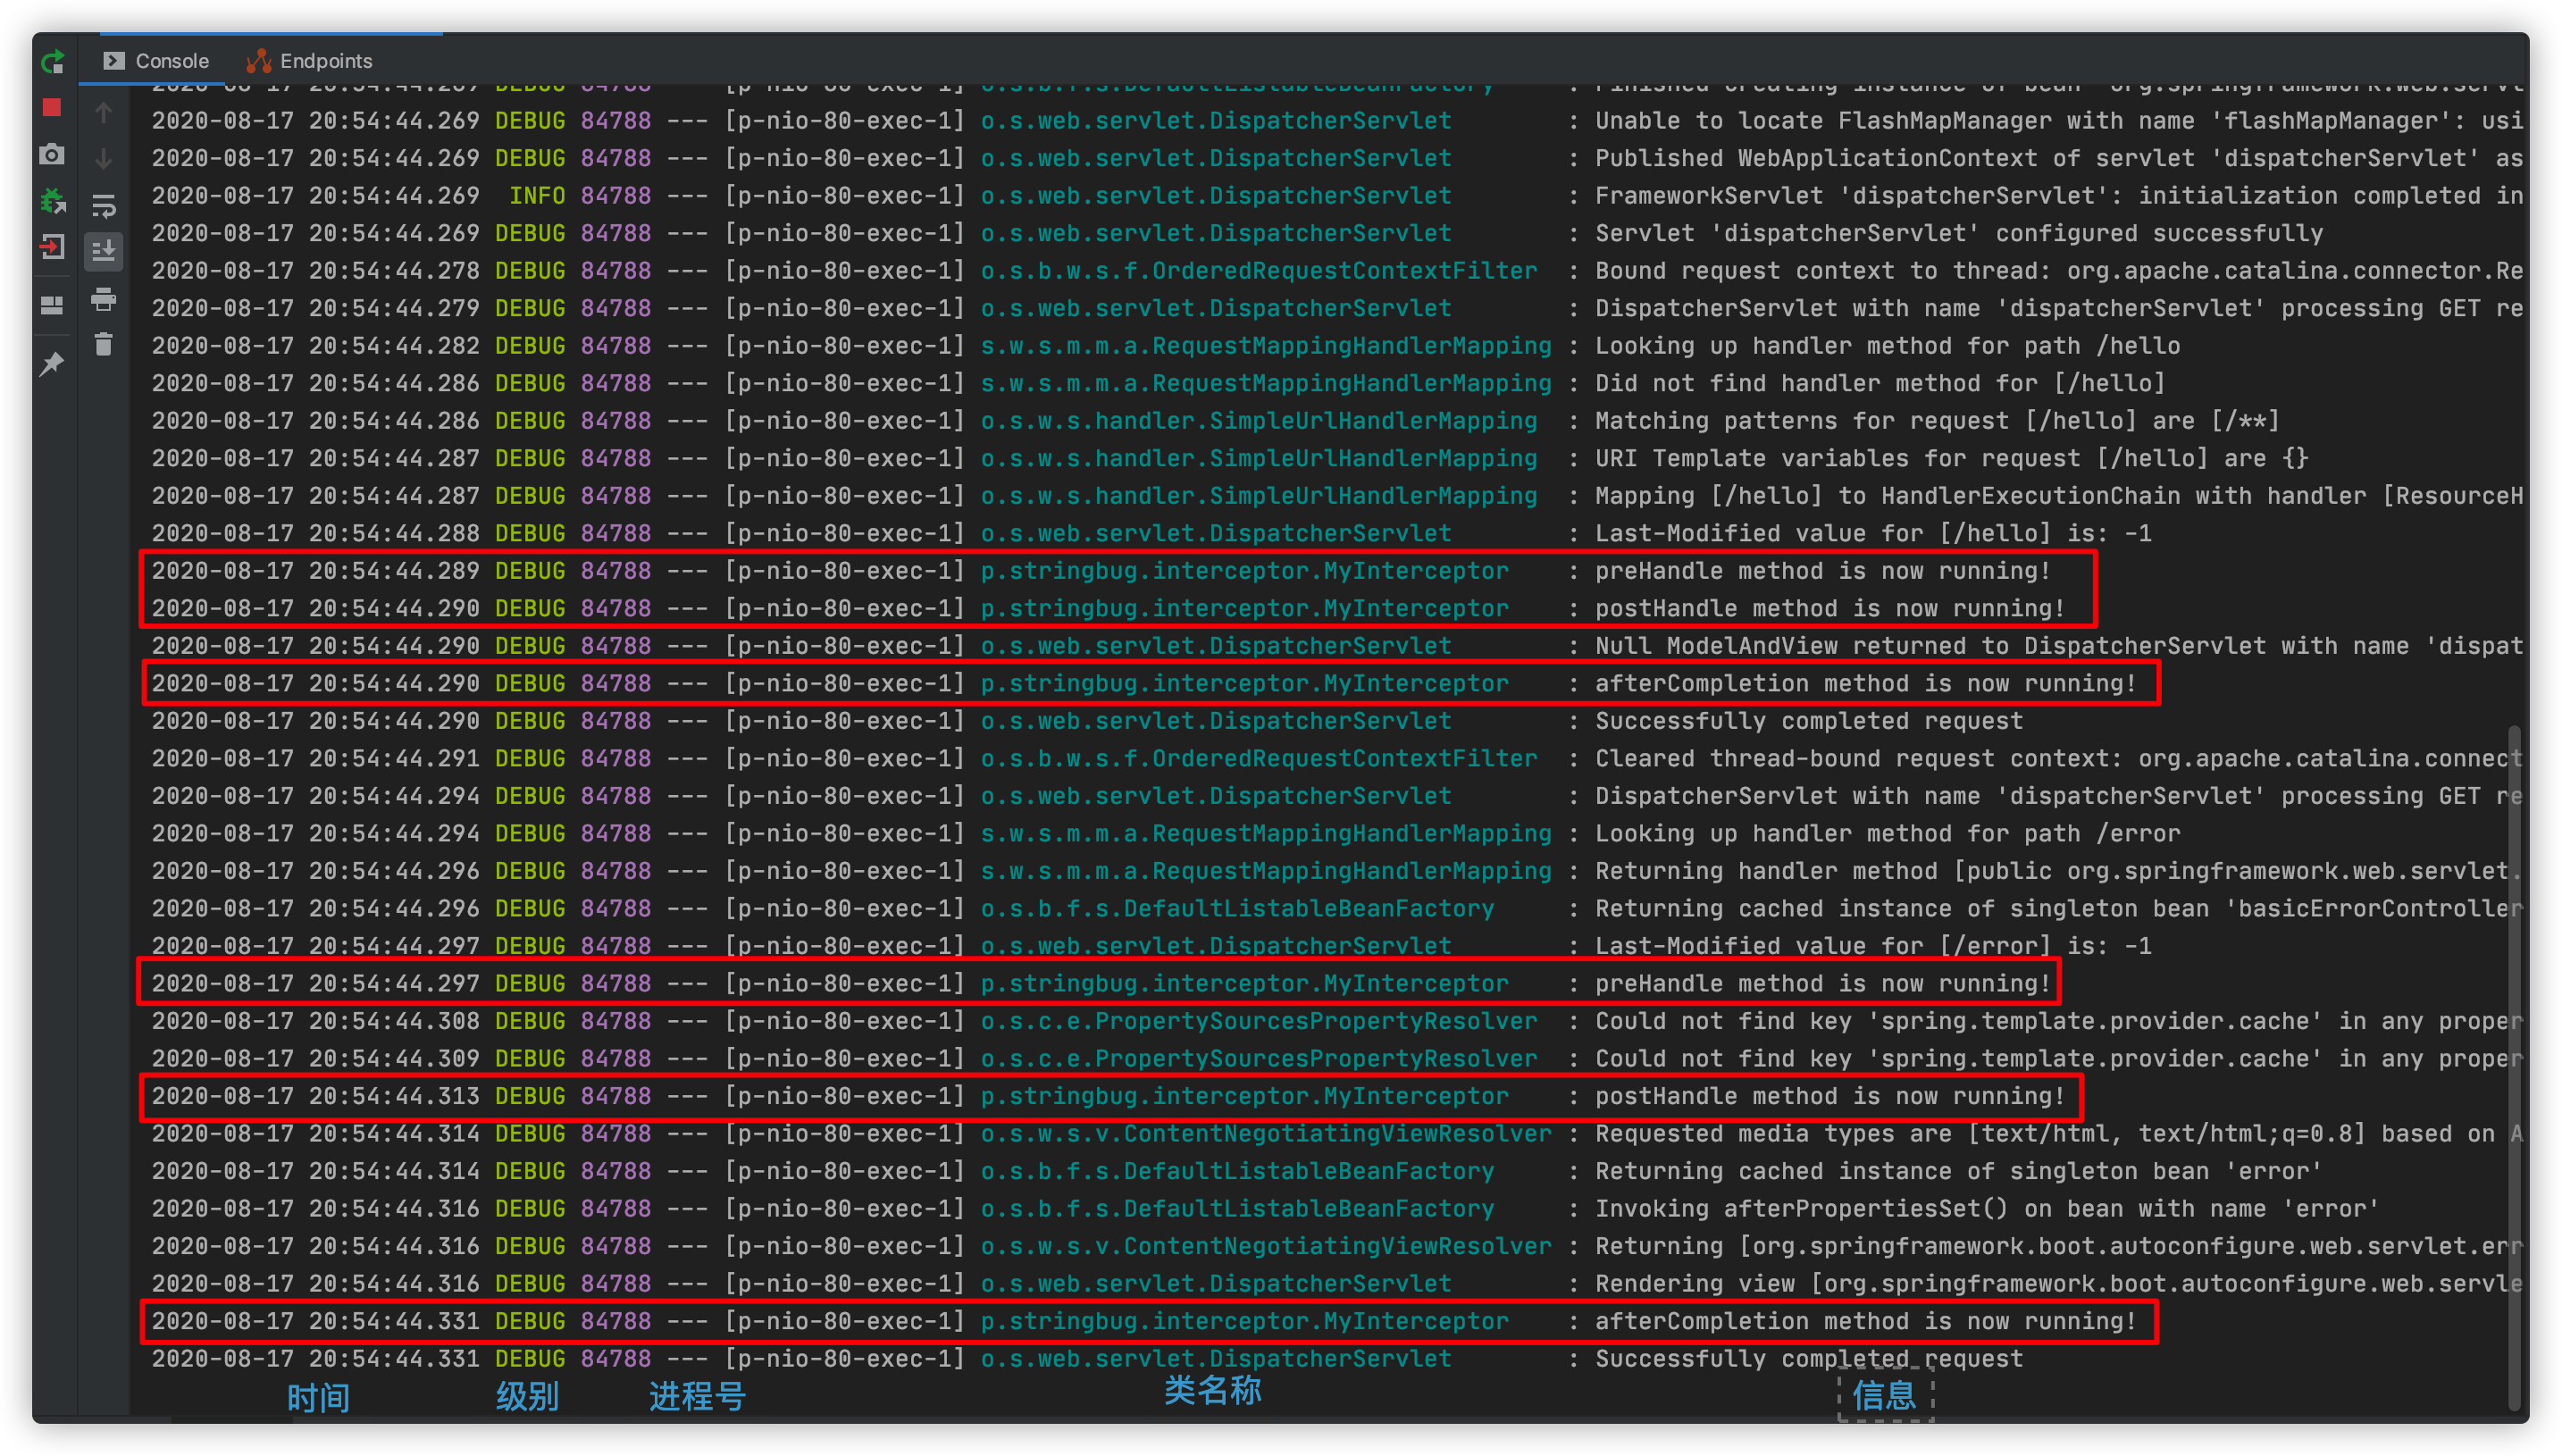 Console Endpoints
2020-08-17 20:54:44.269 DEBUG 84788 --- [p-nio-80-exec-1] o.s.b.f.s.DefaultListableBeanFactory : Finished creating instance of bean 'org.springframework.web.servl
2020-08-17 20:54:44.269 DEBUG 84788 --- [p-nio-80-exec-1] o.s.web.servlet.DispatcherServlet : Unable to locate FlashMapManager with name 'flashMapManager': usi
2020-08-17 20:54:44.269 DEBUG 84788 --- [p-nio-80-exec-1] o.s.web.servlet.DispatcherServlet : Published WebApplicationContext of servlet 'dispatcherServlet' as
2020-08-17 20:54:44.269 INFO 84788 --- [p-nio-80-exec-1] o.s.web.servlet.DispatcherServlet : FrameworkServlet 'dispatcherServlet': initialization completed in
2020-08-17 20:54:44.269 DEBUG 84788 --- [p-nio-80-exec-1] o.s.web.servlet.DispatcherServlet : Servlet 'dispatcherServlet' configured successfully
2020-08-17 20:54:44.278 DEBUG 84788 --- [p-nio-80-exec-1] o.s.b.w.s.f.OrderedRequestContextFilter : Bound request context to thread: org.apache.catalina.connector.Re
2020-08-17 20:54:44.279 DEBUG 84788 --- [p-nio-80-exec-1] o.s.web.servlet.DispatcherServlet : DispatcherServlet with name 'dispatcherServlet' processing GET re
2020-08-17 20:54:44.282 DEBUG 84788 --- [p-nio-80-exec-1] s.w.s.m.m.a.RequestMappingHandlerMapping : Looking up handler method for path /hello
2020-08-17 20:54:44.286 DEBUG 84788 --- [p-nio-80-exec-1] s.w.s.m.m.a.RequestMappingHandlerMapping : Did not find handler method for [/hello]
2020-08-17 20:54:44.286 DEBUG 84788 --- [p-nio-80-exec-1] o.s.w.s.handler.SimpleUrlHandlerMapping : Matching patterns for request [/hello] are [/**]
2020-08-17 20:54:44.287 DEBUG 84788 --- [p-nio-80-exec-1] o.s.w.s.handler.SimpleUrlHandlerMapping : URI Template variables for request [/hello] are {}
2020-08-17 20:54:44.287 DEBUG 84788 --- [p-nio-80-exec-1] o.s.w.s.handler.SimpleUrlHandlerMapping : Mapping [/hello] to HandlerExecutionChain with handler [ResourceH
2020-08-17 20:54:44.288 DEBUG 84788 --- [p-nio-80-exec-1] o.s.web.servlet.DispatcherServlet : Last-Modified value for [/hello] is: -1
2020-08-17 20:54:44.289 DEBUG 84788 --- [p-nio-80-exec-1] p.stringbug.interceptor.MyInterceptor : preHandle method is now running!
2020-08-17 20:54:44.290 DEBUG 84788 --- [p-nio-80-exec-1] p.stringbug.interceptor.MyInterceptor : postHandle method is now running!
2020-08-17 20:54:44.290 DEBUG 84788 --- [p-nio-80-exec-1] o.s.web.servlet.DispatcherServlet : Null ModelAndView returned to DispatcherServlet with name 'dispat
2020-08-17 20:54:44.290 DEBUG 84788 --- [p-nio-80-exec-1] p.stringbug.interceptor.MyInterceptor : afterCompletion method is now running!
2020-08-17 20:54:44.290 DEBUG 84788 --- [p-nio-80-exec-1] o.s.web.servlet.DispatcherServlet : Successfully completed request
2020-08-17 20:54:44.291 DEBUG 84788 --- [p-nio-80-exec-1] o.s.b.w.s.f.OrderedRequestContextFilter : Cleared thread-bound request context: org.apache.catalina.connect
2020-08-17 20:54:44.294 DEBUG 84788 --- [p-nio-80-exec-1] o.s.web.servlet.DispatcherServlet : DispatcherServlet with name 'dispatcherServlet' processing GET re
2020-08-17 20:54:44.294 DEBUG 84788 --- [p-nio-80-exec-1] s.w.s.m.m.a.RequestMappingHandlerMapping : Looking up handler method for path /error
2020-08-17 20:54:44.296 DEBUG 84788 --- [p-nio-80-exec-1] s.w.s.m.m.a.RequestMappingHandlerMapping : Returning handler method [public org.springframework.web.servlet.
2020-08-17 20:54:44.296 DEBUG 84788 --- [p-nio-80-exec-1] o.s.b.f.s.DefaultListableBeanFactory : Returning cached instance of singleton bean 'basicErrorController
2020-08-17 20:54:44.297 DEBUG 84788 --- [p-nio-80-exec-1] o.s.web.servlet.DispatcherServlet : Last-Modified value for [/error] is: -1
2020-08-17 20:54:44.297 DEBUG 84788 --- [p-nio-80-exec-1] p.stringbug.interceptor.MyInterceptor : preHandle method is now running!
2020-08-17 20:54:44.308 DEBUG 84788 --- [p-nio-80-exec-1] o.s.c.e.PropertySourcesPropertyResolver : Could not find key 'spring.template.provider.cache' in any proper
2020-08-17 20:54:44.309 DEBUG 84788 --- [p-nio-80-exec-1] o.s.c.e.PropertySourcesPropertyResolver : Could not find key 'spring.template.provider.cache' in any proper
2020-08-17 20:54:44.313 DEBUG 84788 --- [p-nio-80-exec-1] p.stringbug.interceptor.MyInterceptor : postHandle method is now running!
2020-08-17 20:54:44.314 DEBUG 84788 --- [p-nio-80-exec-1] o.s.w.s.v.ContentNegotiatingViewResolver : Requested media types are [text/html, text/html;q=0.8] based on A
2020-08-17 20:54:44.314 DEBUG 84788 --- [p-nio-80-exec-1] o.s.b.f.s.DefaultListableBeanFactory : Returning cached instance of singleton bean 'error'
2020-08-17 20:54:44.316 DEBUG 84788 --- [p-nio-80-exec-1] o.s.b.f.s.DefaultListableBeanFactory : Invoking afterPropertiesSet() on bean with name 'error'
2020-08-17 20:54:44.316 DEBUG 84788 --- [p-nio-80-exec-1] o.s.w.s.v.ContentNegotiatingViewResolver : Returning [org.springframework.boot.autoconfigure.web.servlet.err
2020-08-17 20:54:44.316 DEBUG 84788 --- [p-nio-80-exec-1] o.s.web.servlet.DispatcherServlet : Rendering view [org.springframework.boot.autoconfigure.web.servle
2020-08-17 20:54:44.331 DEBUG 84788 --- [p-nio-80-exec-1] p.stringbug.interceptor.MyInterceptor : afterCompletion method is now running!
2020-08-17 20:54:44.331 DEBUG 84788 --- [p-nio-80-exec-1] o.s.web.servlet.DispatcherServlet : Successfully completed request
时间 级别 进程号 类名称 信息